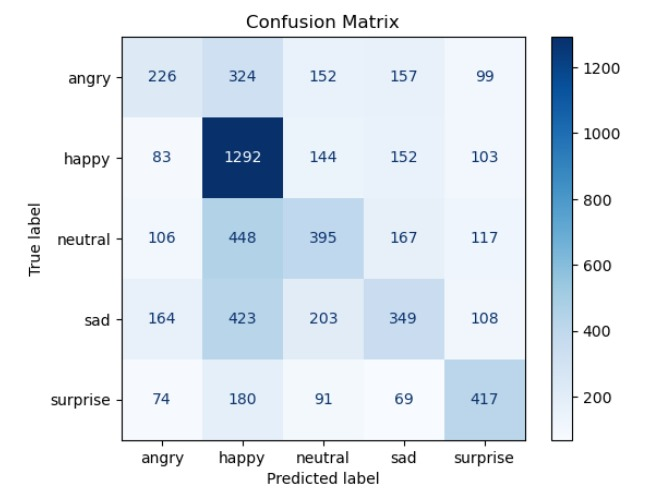 Confusion Matrix
angry 226 324 152 157 99
happy 83 1292 144 152 103
neutral 106 448 395 167 117
sad 164 423 203 349 108
surprise 74 180 91 69 417
angry happy neutral sad surprise
Predicted label
True label
1200
1000
800
600
400
200